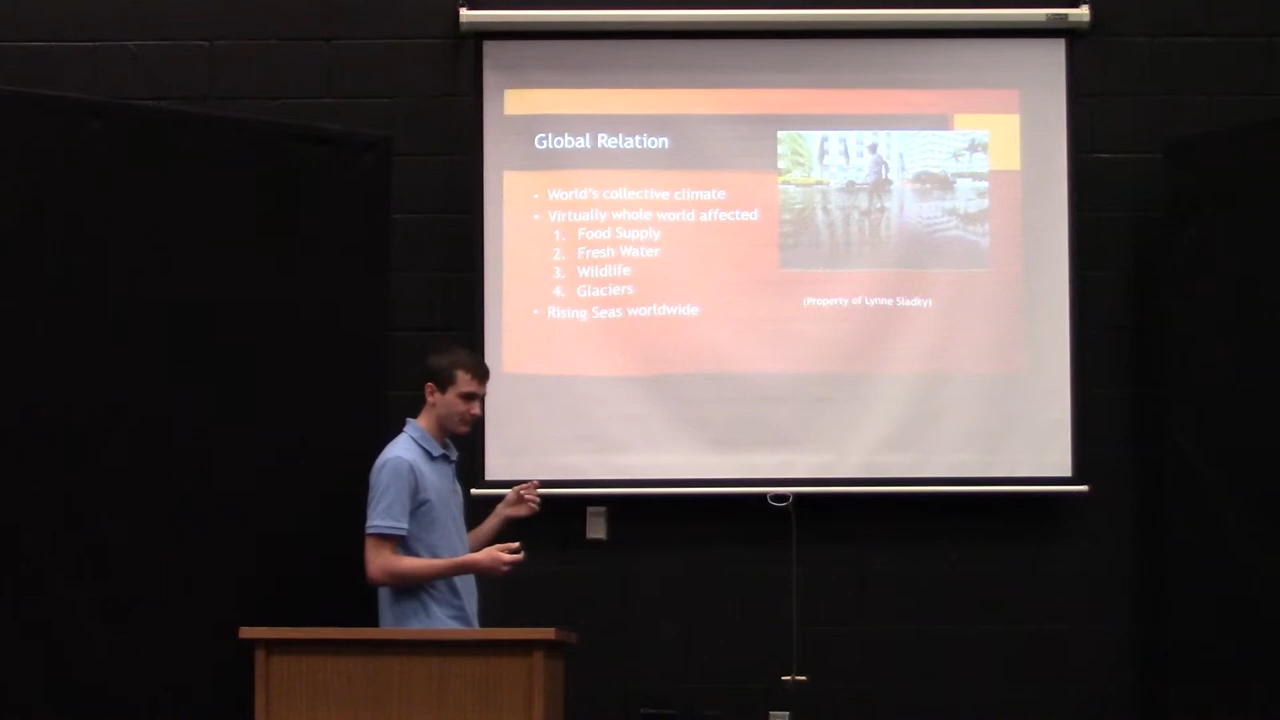 Global Relation
• World's collective climate
• Virtually whole world affected
1. Food Supply
2. Fresh Water
3. Wildlife
4. Glaciers
• Rising Seas worldwide
(Property of Lynne Sladky)